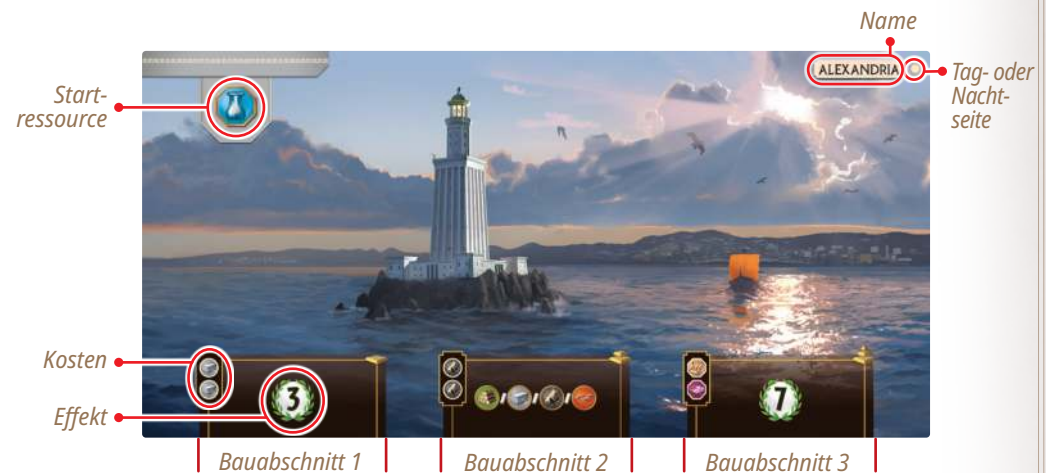 Name
ALEXANDRIA
Tag- oder
Nacht-
seite
Start-
ressource
Kosten
Effekt
3
7
Bauabschnitt 1
Bauabschnitt 2
Bauabschnitt 3